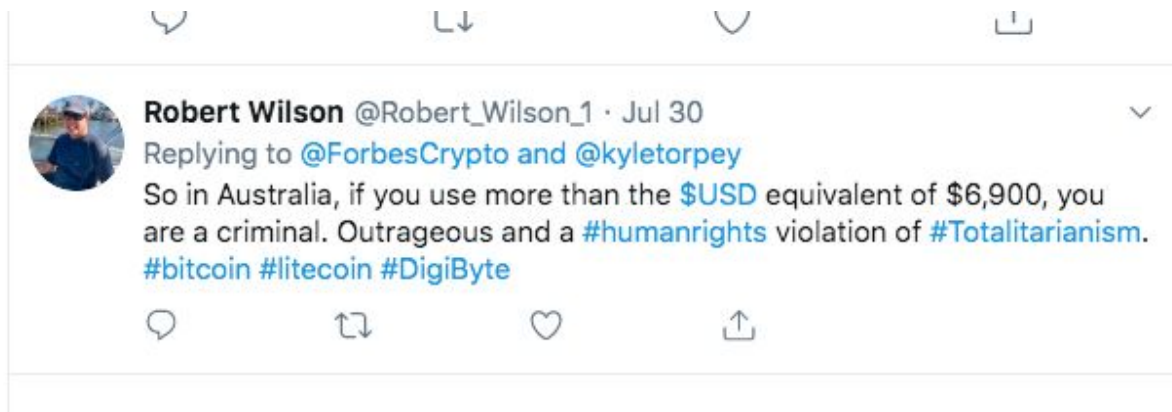 Robert Wilson @Robert_Wilson_1 · Jul 30
Replying to @ForbesCrypto and @kyletorpey
So in Australia, if you use more than the $USD equivalent of $6,900, you
are a criminal. Outrageous and a #humanrights violation of #Totalitarianism.
#bitcoin #litecoin #DigiByte